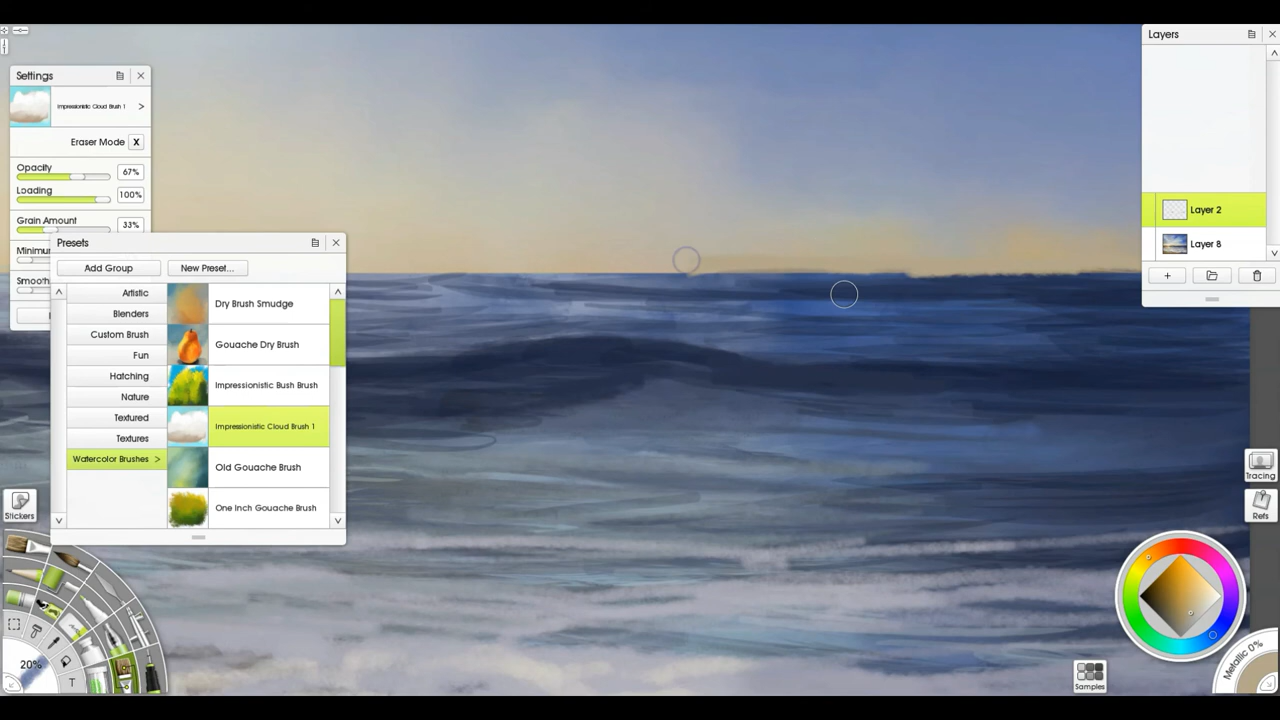 Settings
Impressionistic Cloud Brush 1 >
Eraser Mode X
Opacity
67%
Loading
100%
Grain Amount
33%
Presets
Add Group
New Preset...
Artistic
Blenders
Custom Brush
Fun
Hatching
Nature
Textured
Textures
Watercolor Brushes >
Dry Brush Smudge
Gouache Dry Brush
Impressionistic Bush Brush
Impressionistic Cloud Brush 1
Old Gouache Brush
One Inch Gouache Brush
Stickers
20%
T
Layers
Layer 2
Layer 8
+
Tracing
Refs
Samples
Metallic 0%